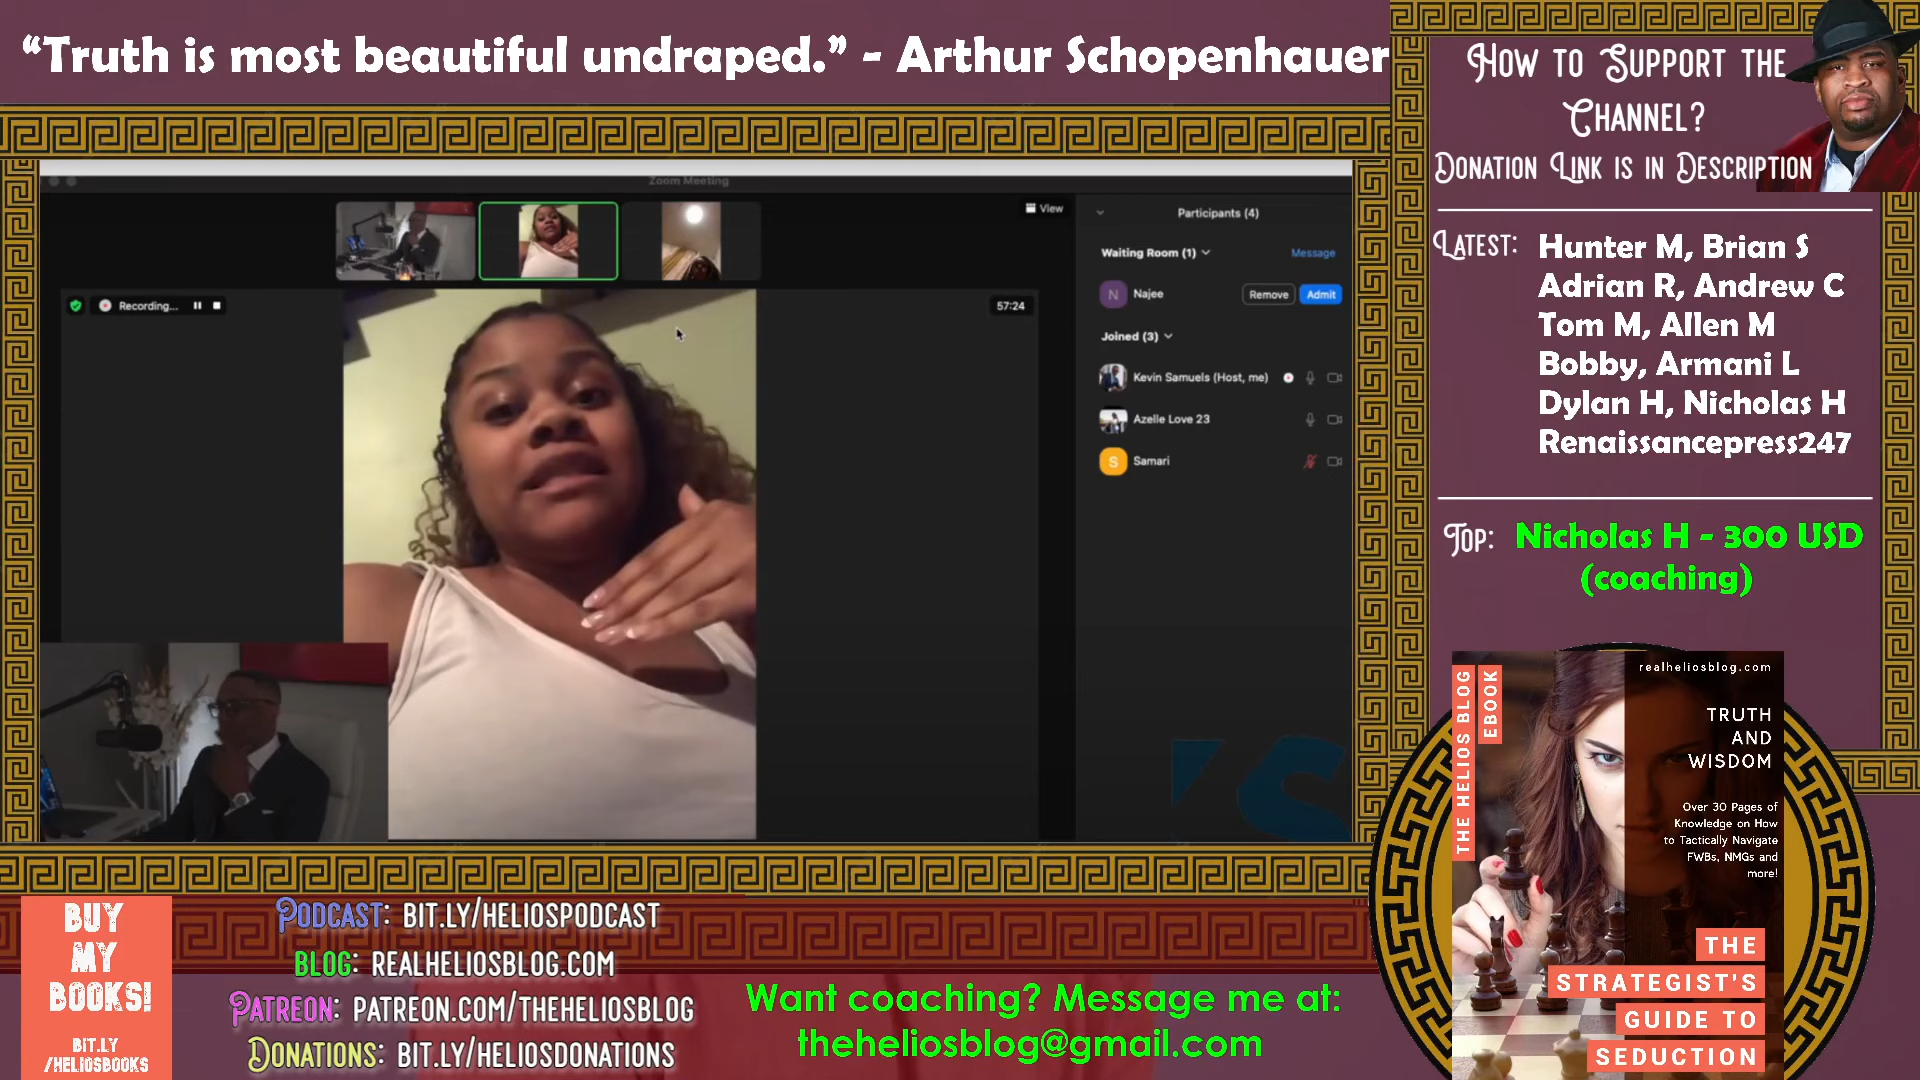 “Truth is most beautiful undraped.” - Arthur Schopenhauer
How to Support the
Channel?
Donation Link is in Description
Latest:
Hunter M, Brian S
Adrian R, Andrew C
Tom M, Allen M
Bobby, Armani L
Dylan H, Nicholas H
Renaissancepress247
Top:
Nicholas H - 300 USD
(coaching)
Zoom Meeting
View
Recording...
57:24
Participants (4)
Waiting Room (1)
Message
N
Najee
Remove
Admit
Joined (3)
Kevin Samuels (Host, me)
Azelle Love 23
S
Samari
realheliosblog.com
THE HELIOS BLOG
EBOOK
TRUTH
AND
WISDOM
Over 30 Pages of
Knowledge on How
to Tactically Navigate
FWBs, NMGs and
more!
THE
STRATEGIST'S
GUIDE TO
SEDUCTION
BUY
MY
BOOKS!
BIT.LY
/HELIOSBOOKS
Podcast: bit.ly/heliospodcast
Blog: realheliosblog.com
Patreon: patreon.com/theheliosblog
Donations: bit.ly/heliosdonations
Want coaching? Message me at:
theheliosblog@gmail.com